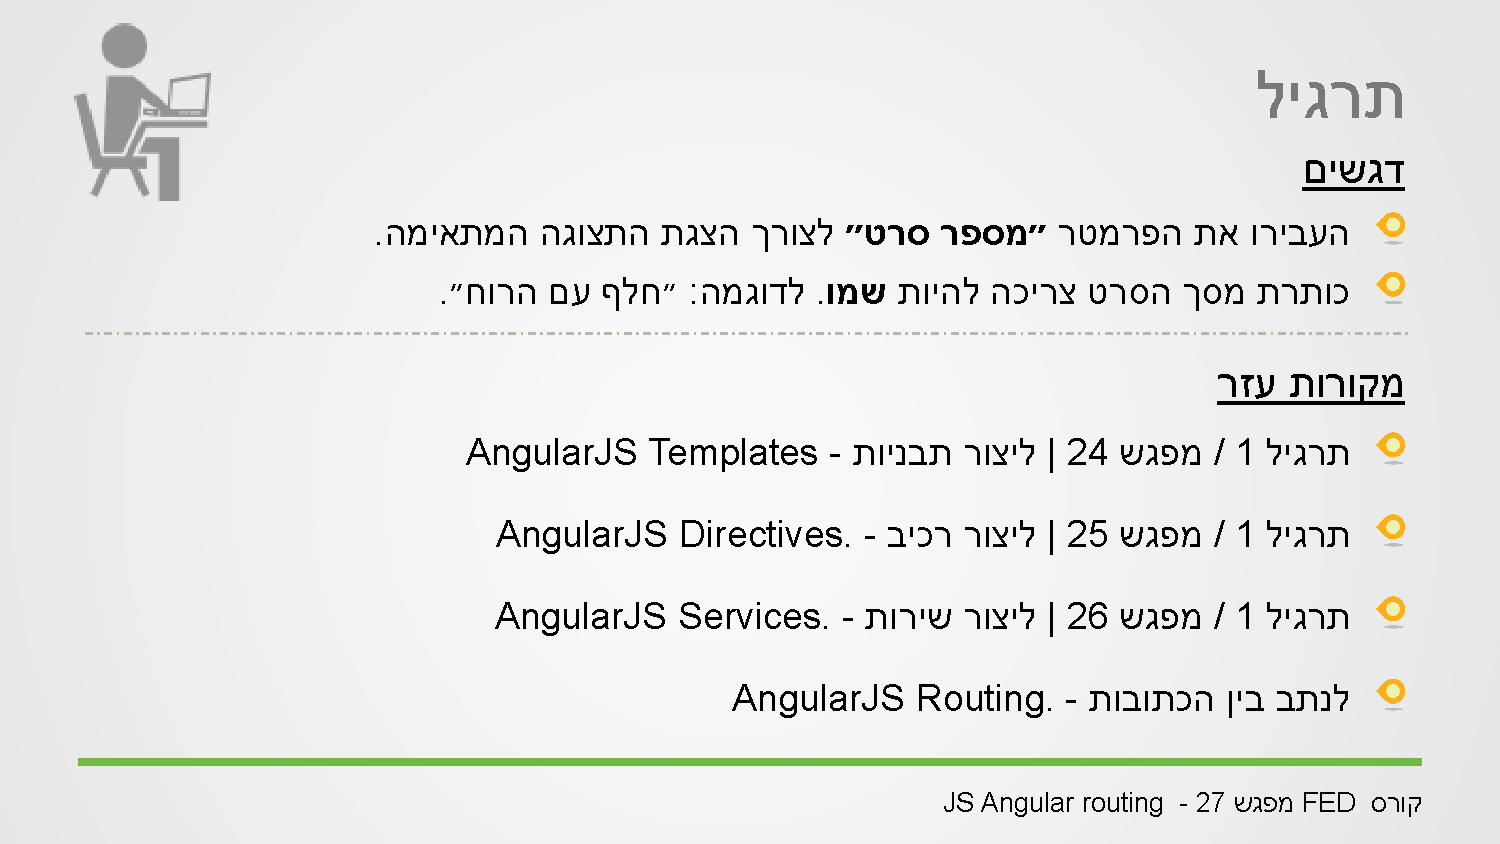 תרגיל
דגשים
העבירו את הפרמטר ״מספר סרט״ לצורך הצגת התצוגה המתאימה.
כותרת מסך הסרט צריכה להיות שמו. לדוגמה: ״חלף עם הרוח״.
מקורות עזר
תרגיל 1 / מפגש 24 | ליצור תבניות - AngularJS Templates
תרגיל 1 / מפגש 25 | ליצור רכיב - AngularJS Directives.
תרגיל 1 / מפגש 26 | ליצור שירות - AngularJS Services.
לנתב בין הכתובות - AngularJS Routing.
קורס FED מפגש 27 - JS Angular routing